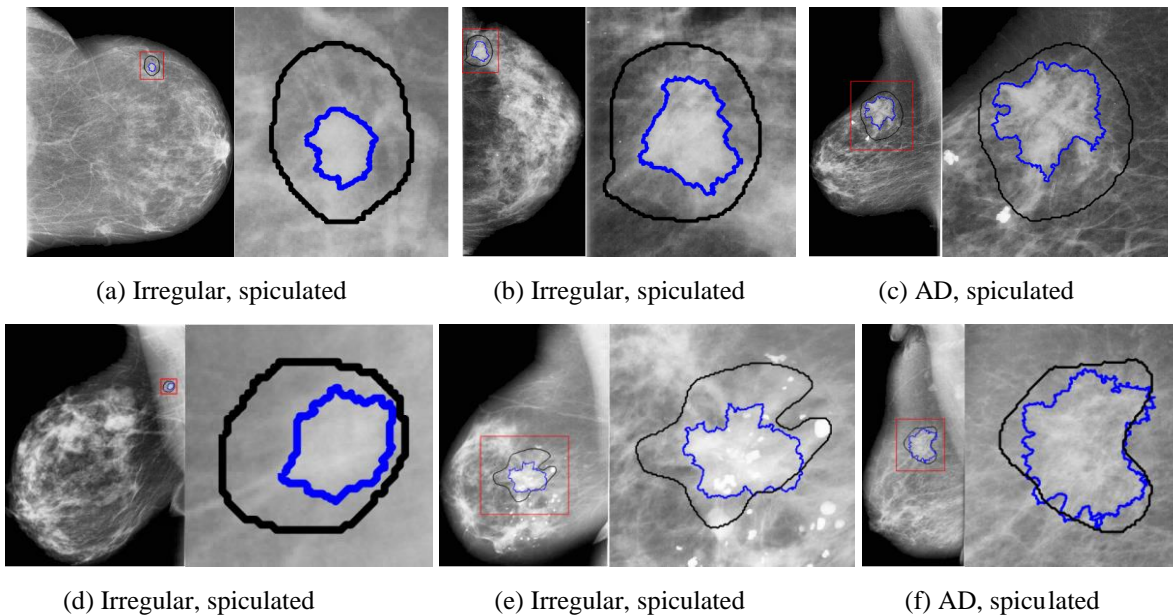 (a) Irregular, spiculated
(b) Irregular, spiculated
(c) AD, spiculated
(d) Irregular, spiculated
(e) Irregular, spiculated
(f) AD, spiculated